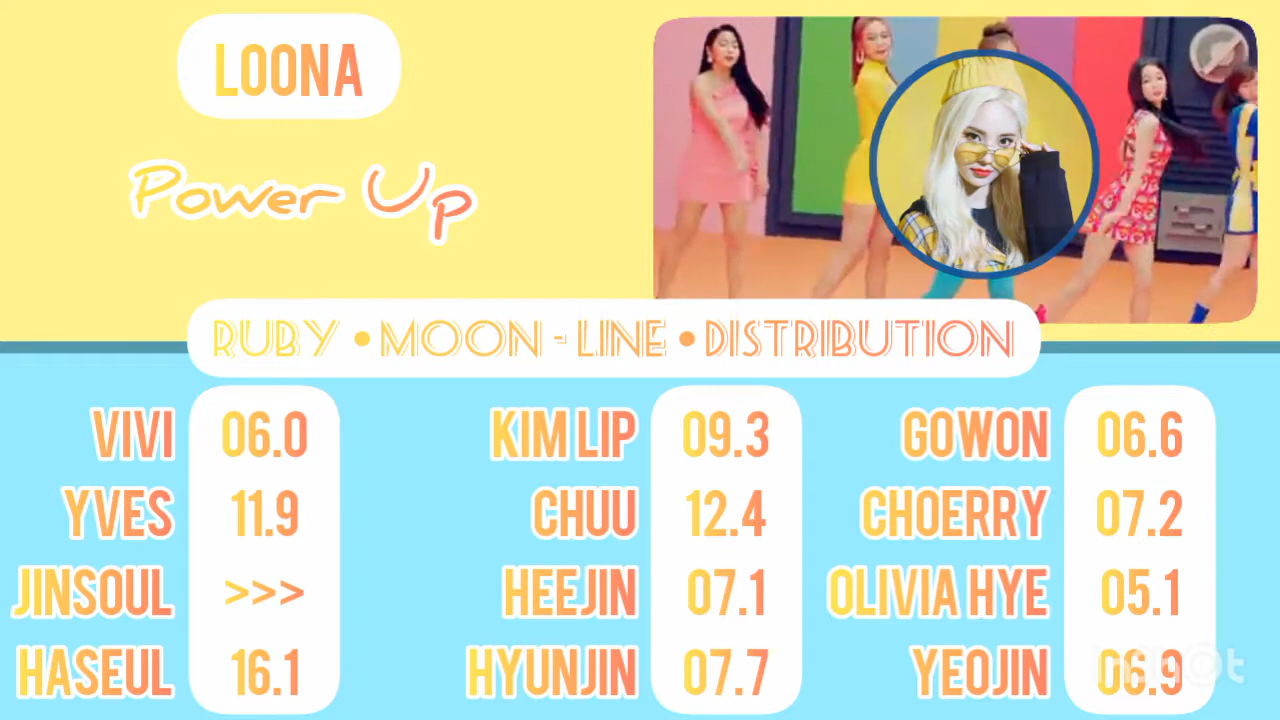 LOONA
Power Up
RUBY • MOON - LINE • DISTRIBUTION
VIVI 06.0
YVES 11.9
JINSOUL >>>
HASEUL 16.1
KIM LIP 09.3
CHUU 12.4
HEEJIN 07.1
HYUNJIN 07.7
GOWON 06.6
CHOERRY 07.2
OLIVIA HYE 05.1
YEOJIN 06.9
InShot